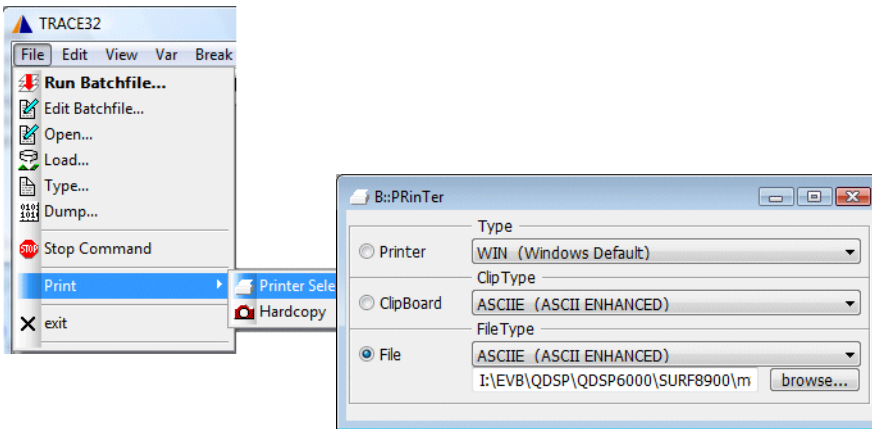 TRACE32
File Edit View Var Break
Run Batchfile...
Edit Batchfile...
Open...
Load...
Type...
Dump...
STOP Stop Command
Print
Printer Sele
Hardcopy
exit
B::PRinTer
Type
Printer WIN (Windows Default)
ClipType
ClipBoard ASCIIE (ASCII ENHANCED)
FileType
File ASCIIE (ASCII ENHANCED)
I:\EVB\QDSP\QDSP6000\SURF8900\m browse...